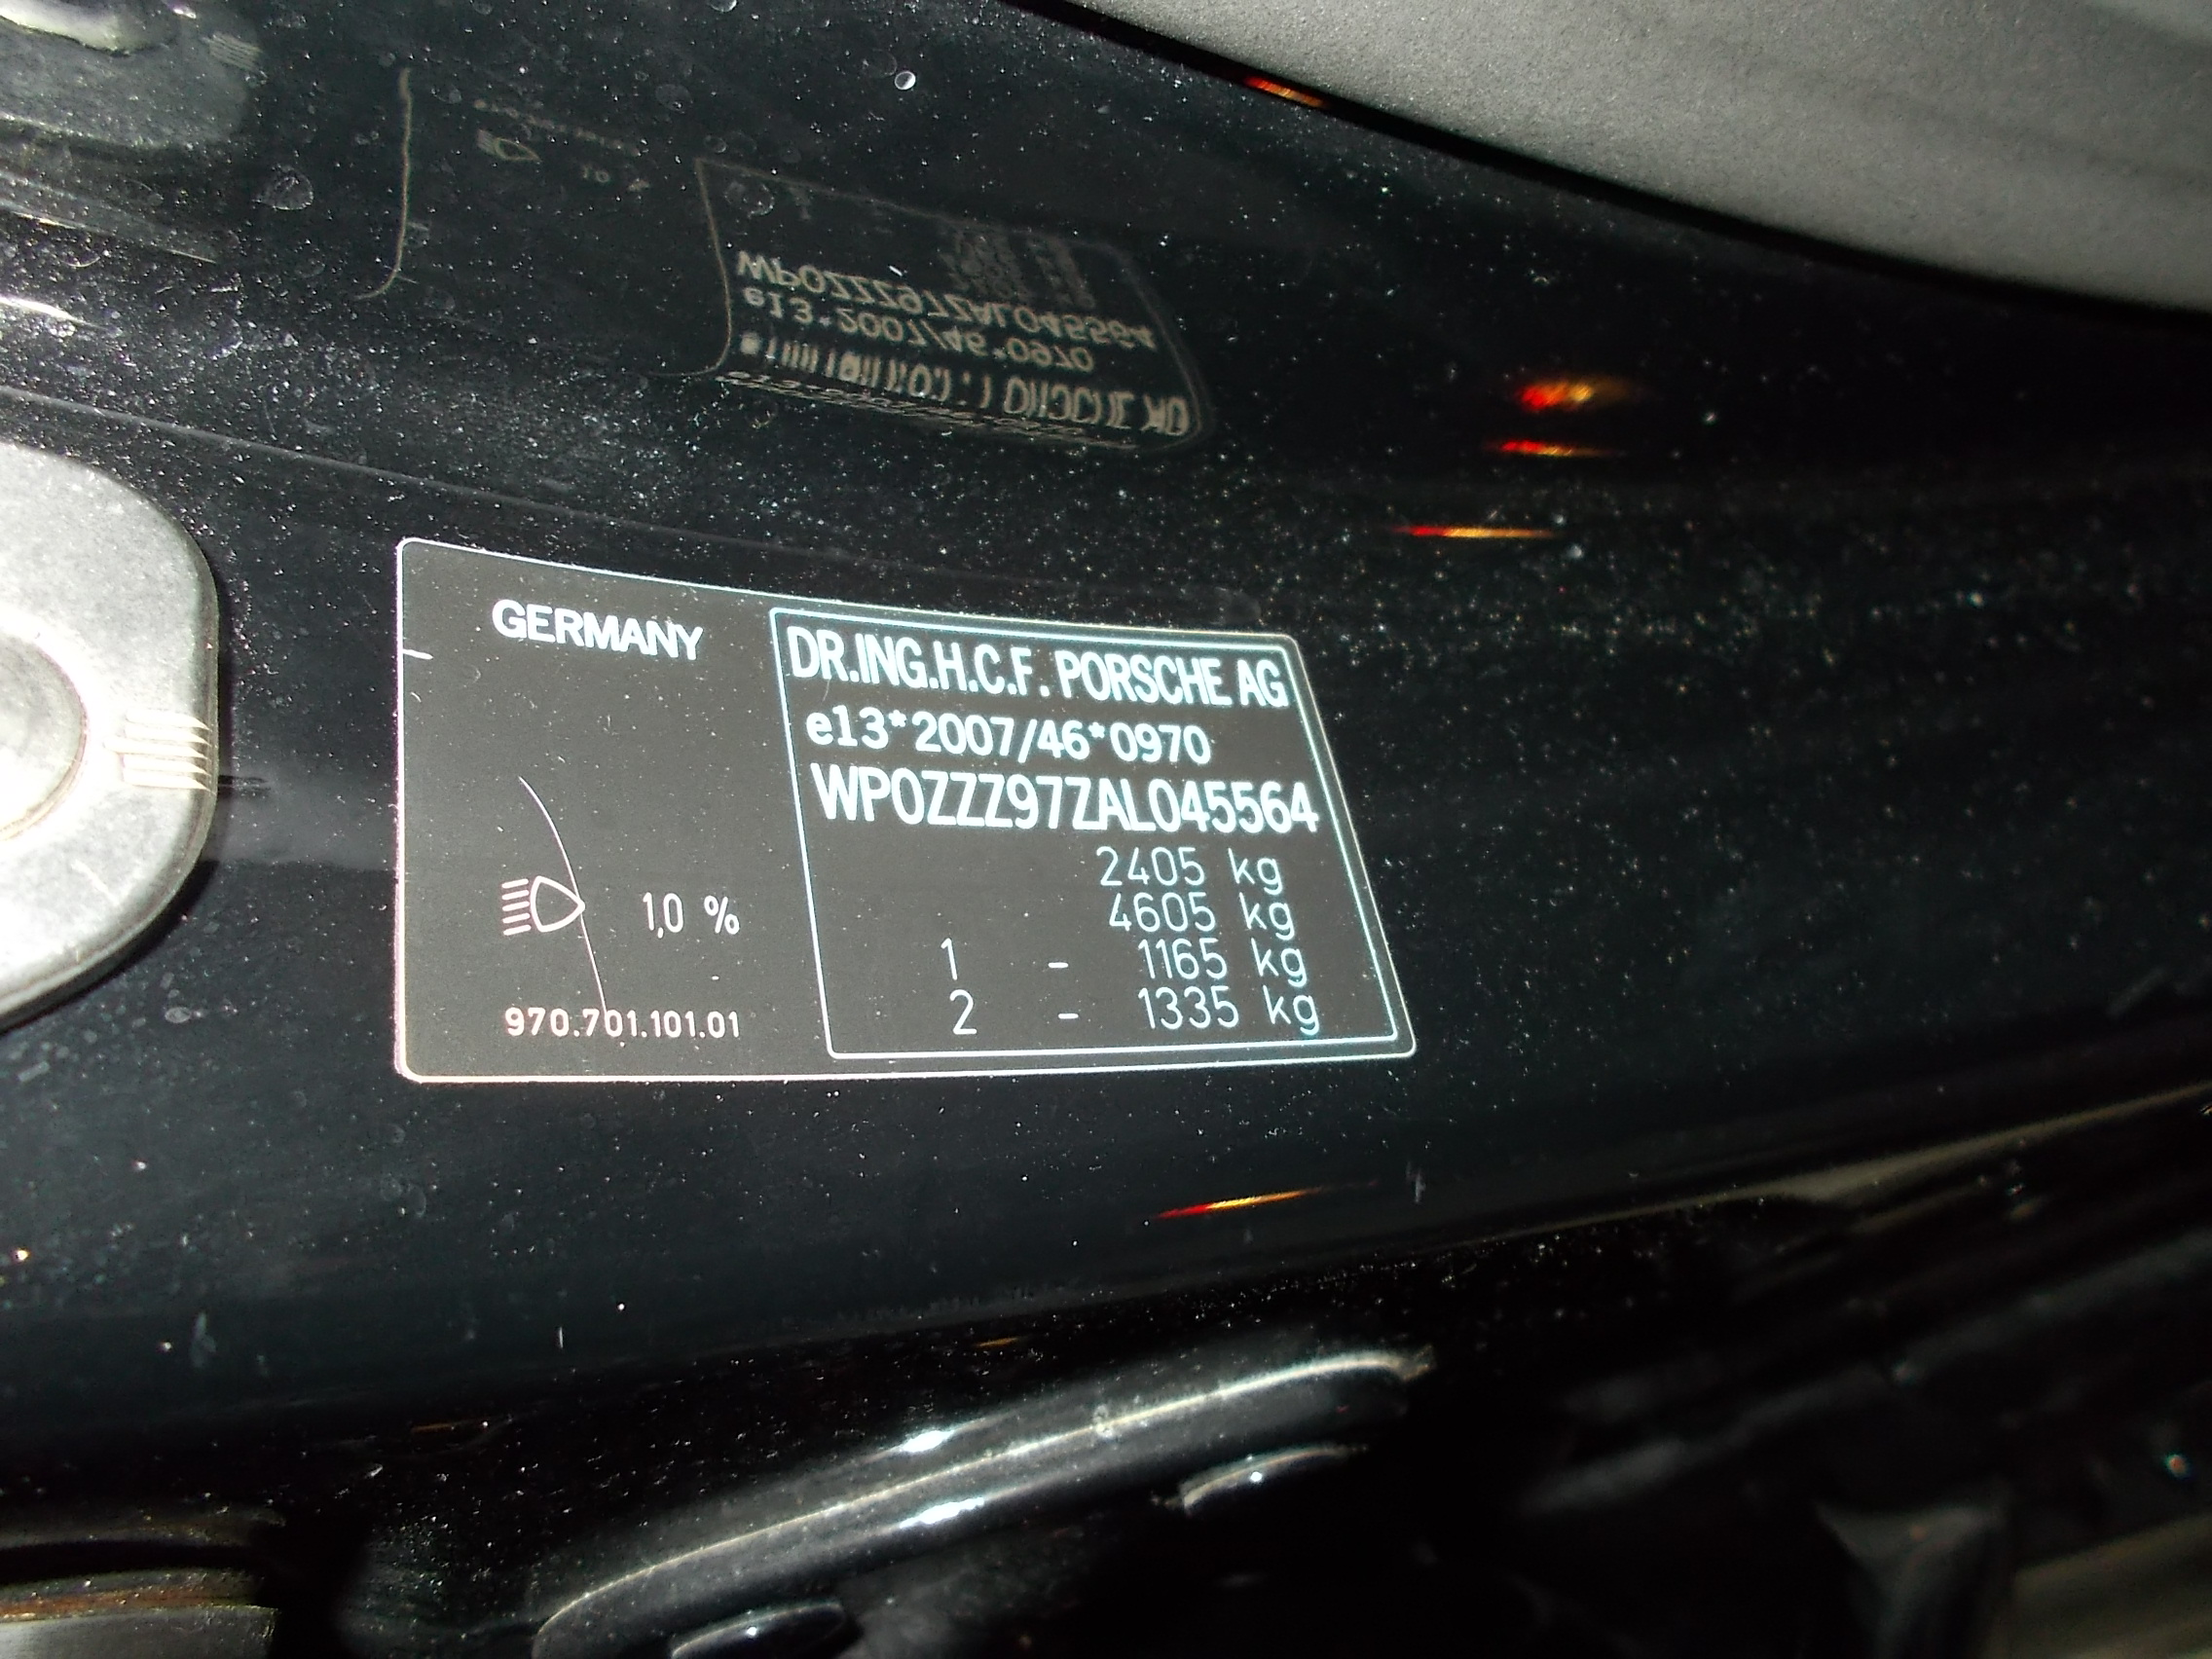 GERMANY
1,0 %
970.701.101.01
DR.ING.H.C.F. PORSCHE AG
e13*2007/46*0970
WP0ZZZ97ZAL045564
2405 kg
4605 kg
1 - 1165 kg
2 - 1335 kg